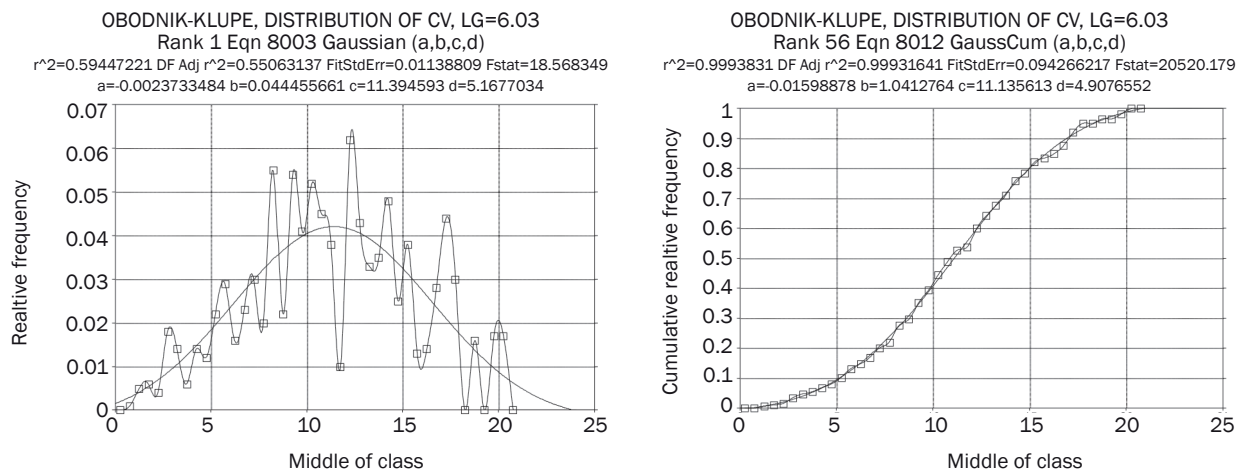 OBODNIK-KLUPE, DISTRIBUTION OF CV, LG=6.03
Rank 1 Eqn 8003 Gaussian (a,b,c,d)
r^2=0.59447221 DF Adj r^2=0.55063137 FitStdErr=0.01138809 Fstat=18.568349
a=-0.0023733484 b=0.044455661 c=11.394593 d=5.1677034
0.07
0.06
0.05
0.04
0.03
0.02
0.01
0
Realtive frequency
0 5 10 15 20 25
Middle of class
OBODNIK-KLUPE, DISTRIBUTION OF CV, LG=6.03
Rank 56 Eqn 8012 GaussCum (a,b,c,d)
r^2=0.9993831 DF Adj r^2=0.99931641 FitStdErr=0.094266217 Fstat=20520.179
a=-0.01598878 b=1.0412764 c=11.135613 d=4.9076552
1
0.9
0.8
0.7
0.6
0.5
0.4
0.3
0.2
0.1
0
Cumulative realtive frequency
0 5 10 15 20 25
Middle of class